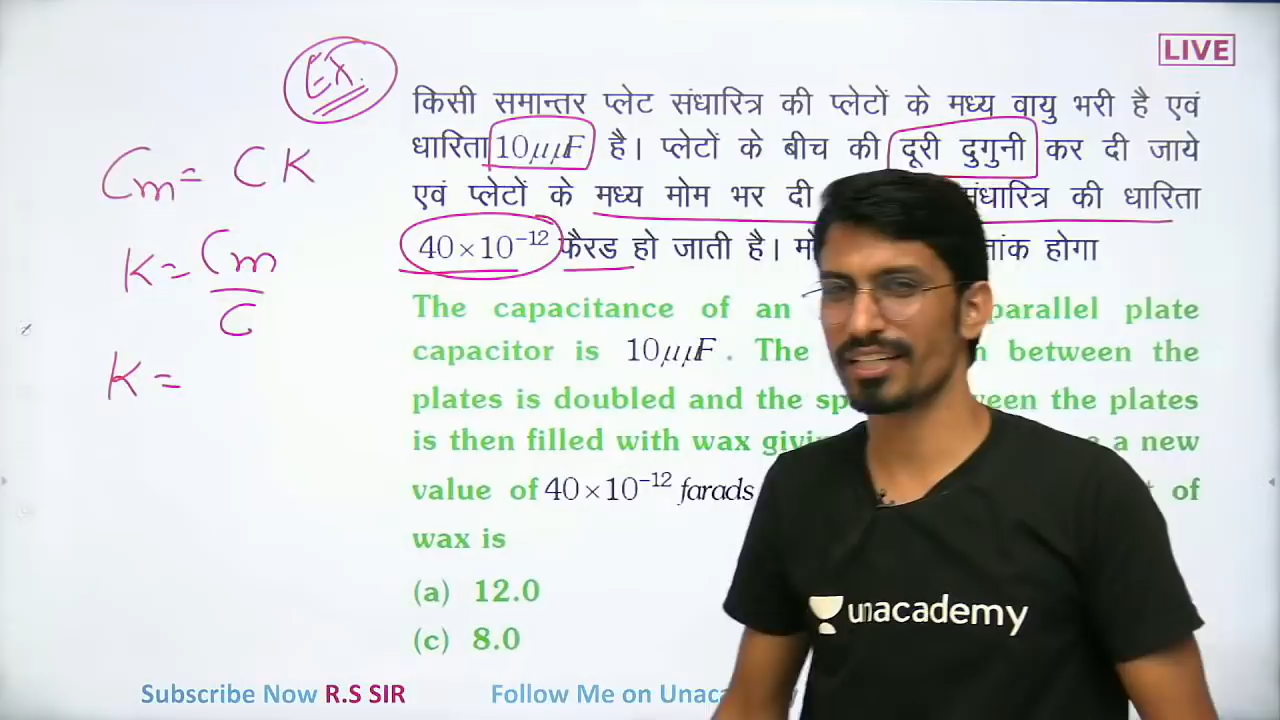 LIVE
Ex.
किसी समान्तर प्लेट संधारित्र की प्लेटों के मध्य वायु भरी है एवं
धारिता 10μμF है। प्लेटों के बीच की दूरी दुगुनी कर दी जाये
एवं प्लेटों के मध्य मोम भर दी संधारित्र की धारिता
40×10⁻¹² फैरड हो जाती है। तांक होगा
Cm= CK
K= Cm
C
K=
The capacitance of an parallel plate
capacitor is 10μμF. The between the
plates is doubled and the between the plates
is then filled with wax a new
value of 40×10⁻¹² farads of
wax is
(a) 12.0
(c) 8.0
unacademy
Subscribe Now R.S SIR
Follow Me on